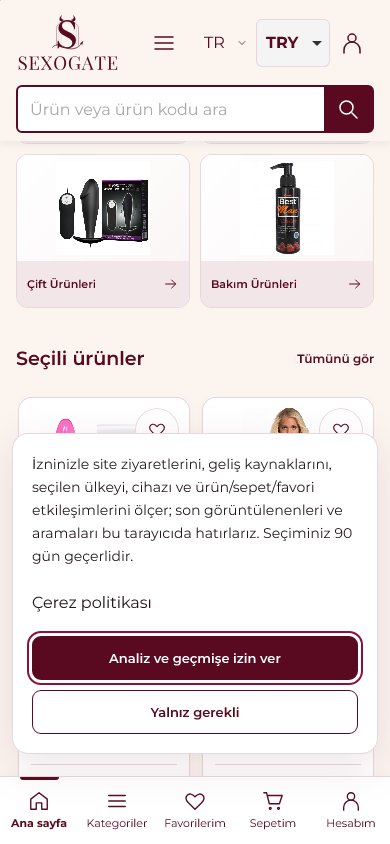 SEXOGATE
TR
TRY
Ürün veya ürün kodu ara
Best
Man
Çift Ürünleri
Bakım Ürünleri
Seçili ürünler
Tümünü gör
İzninizle site ziyaretlerini, geliş kaynaklarını,
seçilen ülkeyi, cihazı ve ürün/sepet/favori
etkileşimlerini ölçer; son görüntülenenleri ve
aramaları bu tarayıcıda hatırlarız. Seçiminiz 90
gün geçerlidir.
Çerez politikası
Analiz ve geçmişe izin ver
Yalnız gerekli
Ana sayfa
Kategoriler
Favorilerim
Sepetim
Hesabım